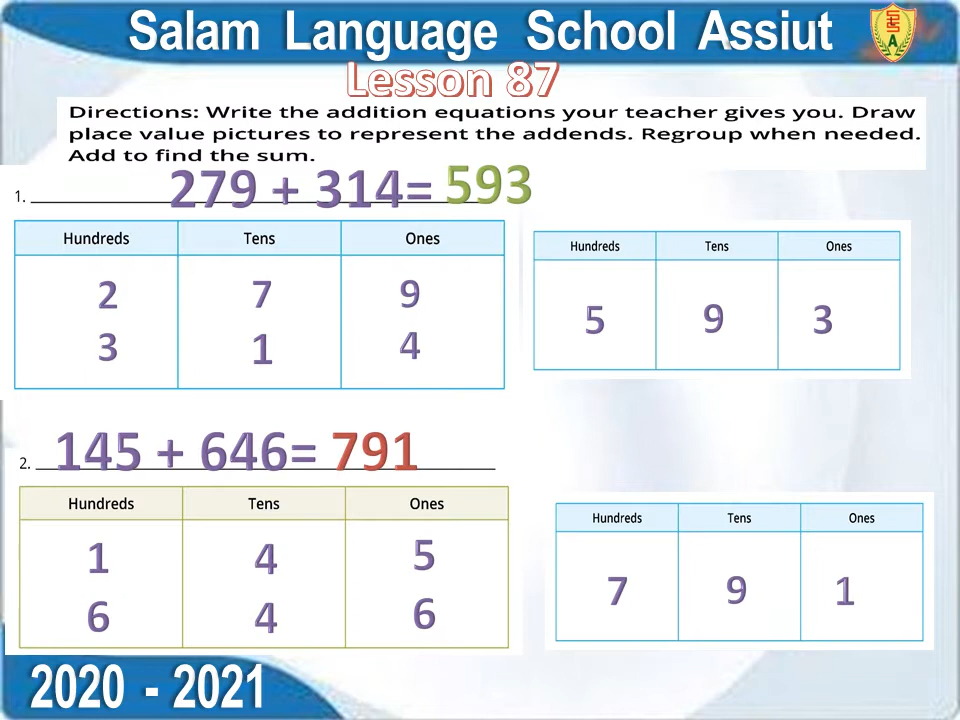 Salam Language School Assiut
Lesson 87
Directions: Write the addition equations your teacher gives you. Draw
place value pictures to represent the addends. Regroup when needed.
Add to find the sum.
1. 279 + 314= 593
Hundreds Tens Ones
2 7 9
3 1 4
Hundreds Tens Ones
5 9 3
2. 145 + 646= 791
Hundreds Tens Ones
1 4 5
6 4 6
Hundreds Tens Ones
7 9 1
2020 - 2021